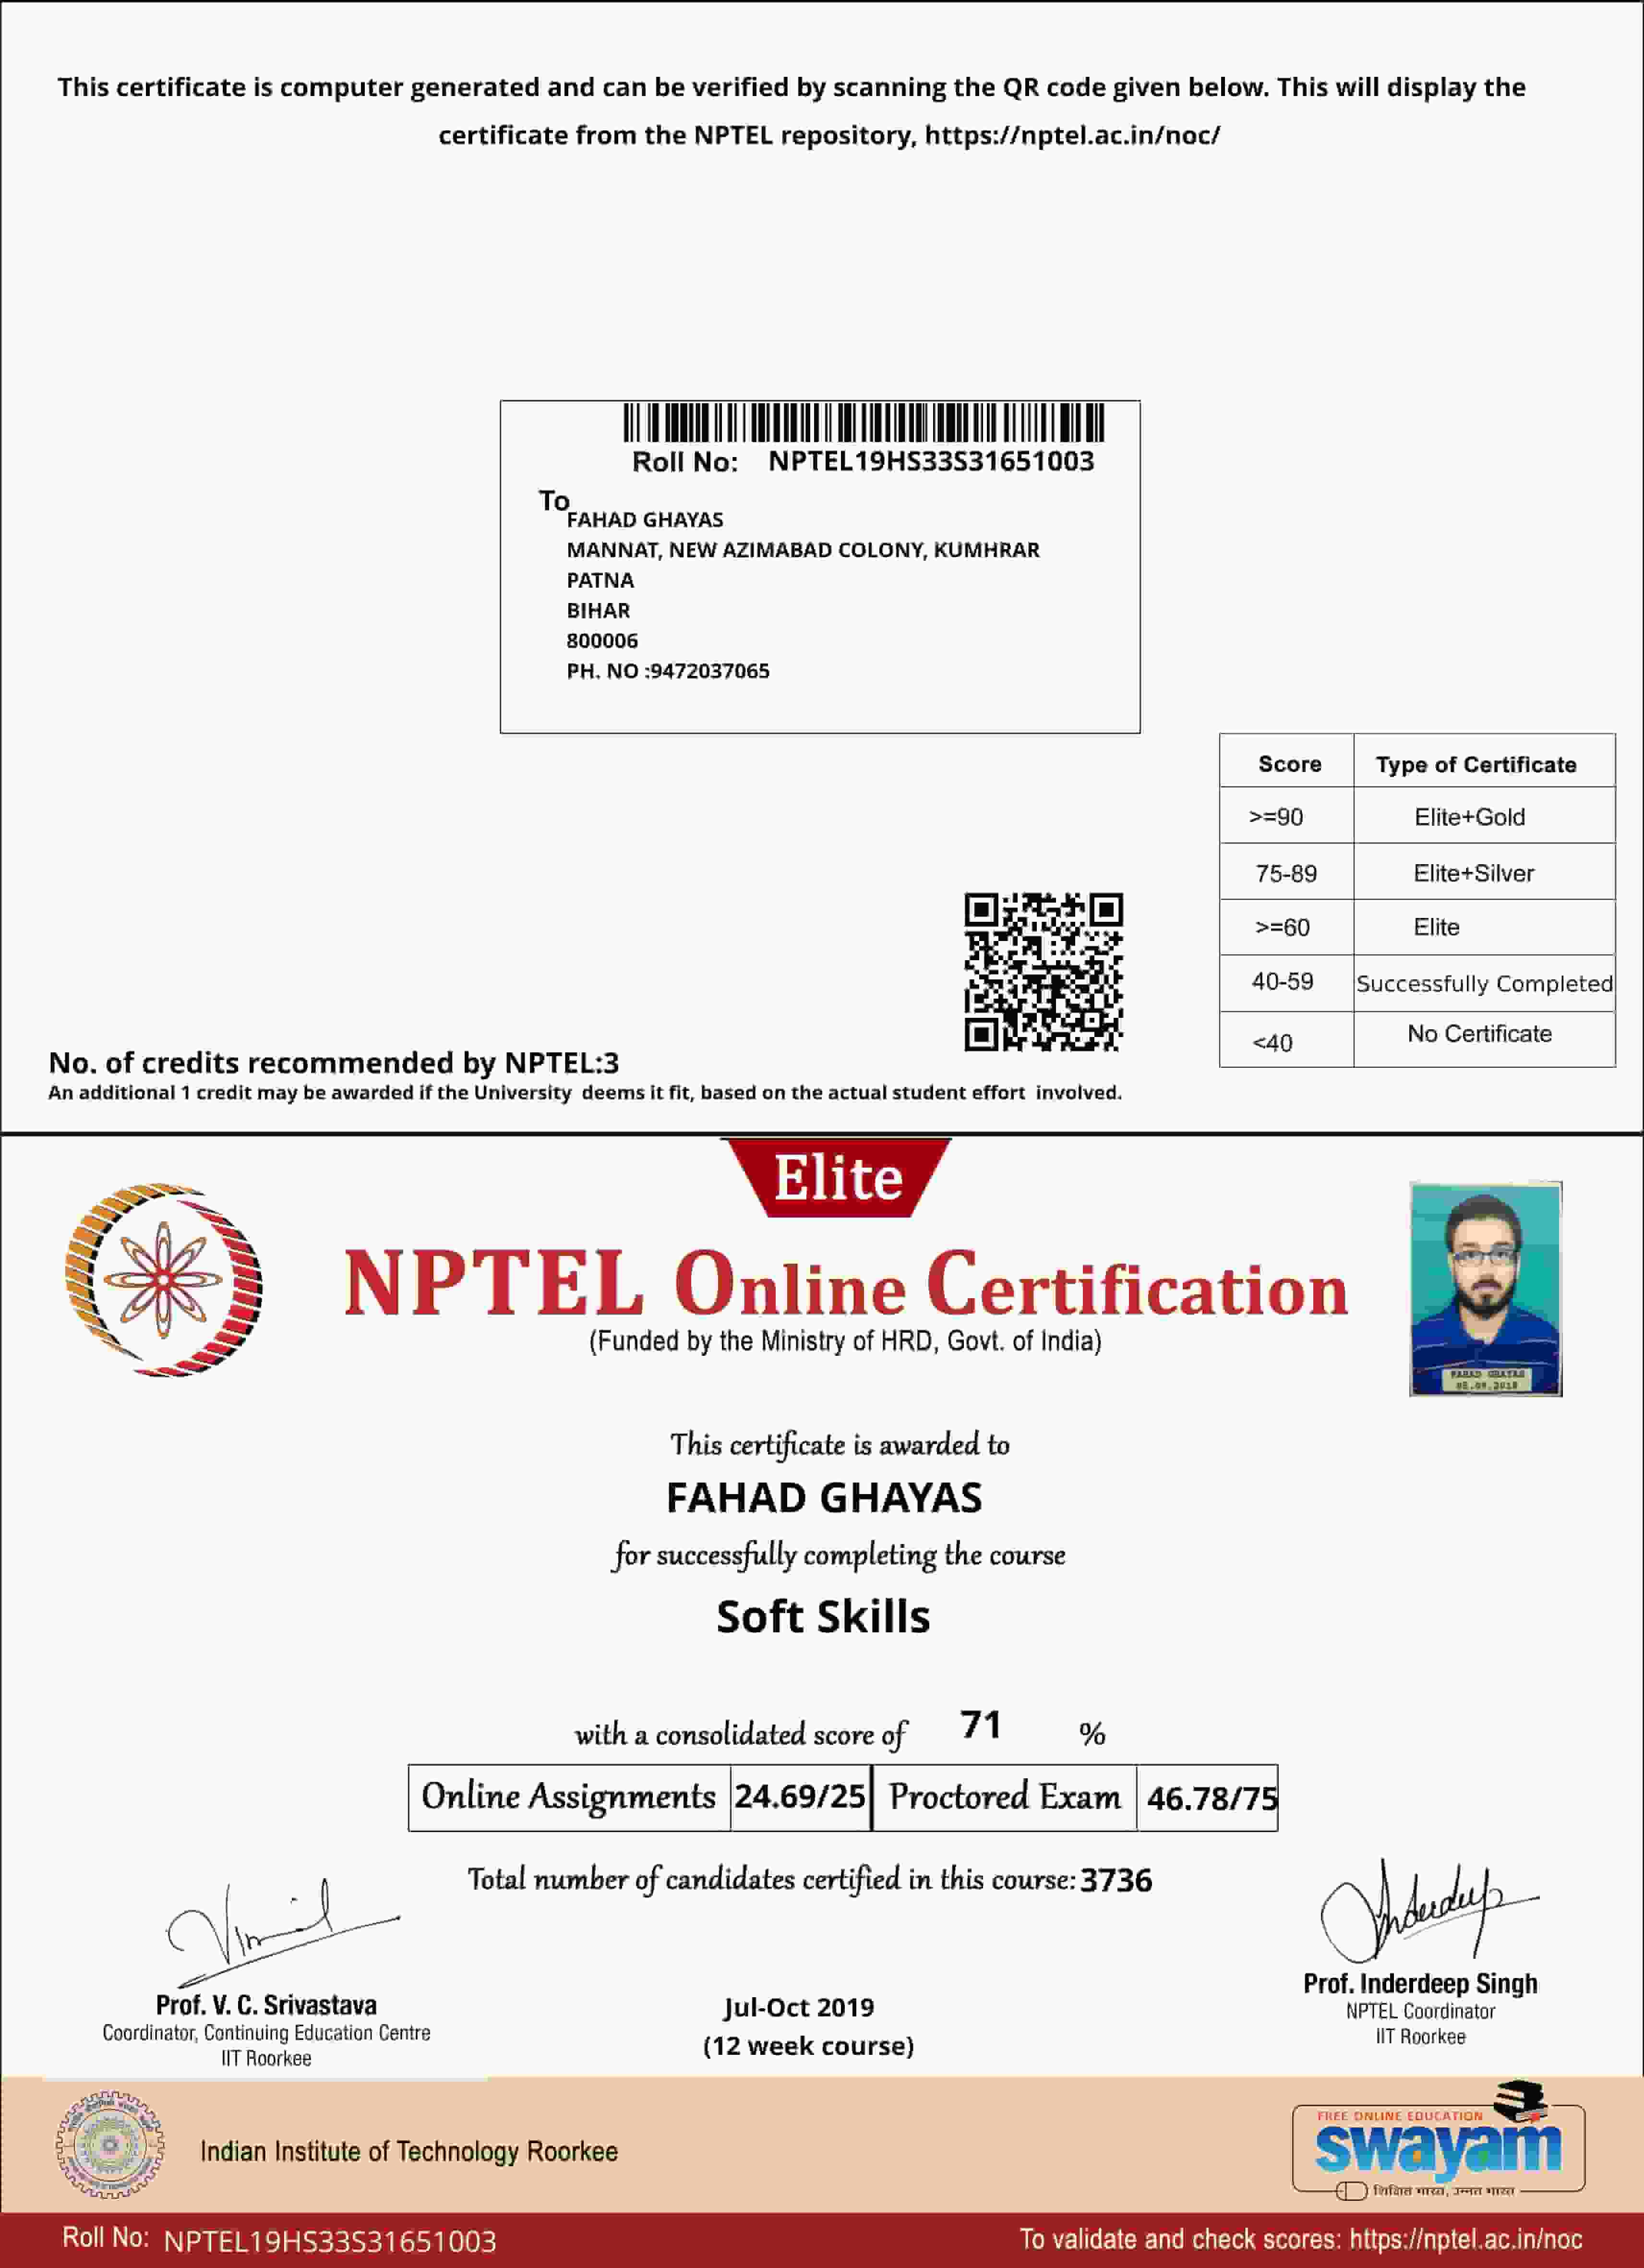 This certificate is computer generated and can be verified by scanning the QR code given below. This will display the
certificate from the NPTEL repository, https://nptel.ac.in/noc/
Roll No: NPTEL19HS33S31651003
To
FAHAD GHAYAS
MANNAT, NEW AZIMABAD COLONY, KUMHRAR
PATNA
BIHAR
800006
PH. NO :9472037065
Score Type of Certificate
>=90 Elite+Gold
75-89 Elite+Silver
>=60 Elite
40-59 Successfully Completed
<40 No Certificate
No. of credits recommended by NPTEL:3
An additional 1 credit may be awarded if the University deems it fit, based on the actual student effort involved.
Elite
NPTEL Online Certification
(Funded by the Ministry of HRD, Govt. of India)
FAHAD GHAYAS
05.09.2018
This certificate is awarded to
FAHAD GHAYAS
for successfully completing the course
Soft Skills
with a consolidated score of 71 %
Online Assignments 24.69/25 Proctored Exam 46.78/75
Total number of candidates certified in this course: 3736
Prof. V. C. Srivastava
Coordinator, Continuing Education Centre
IIT Roorkee
Jul-Oct 2019
(12 week course)
Prof. Inderdeep Singh
NPTEL Coordinator
IIT Roorkee
Indian Institute of Technology Roorkee
FREE ONLINE EDUCATION
swayam
शिक्षित भारत, उन्नत भारत
Roll No: NPTEL19HS33S31651003
To validate and check scores: https://nptel.ac.in/noc